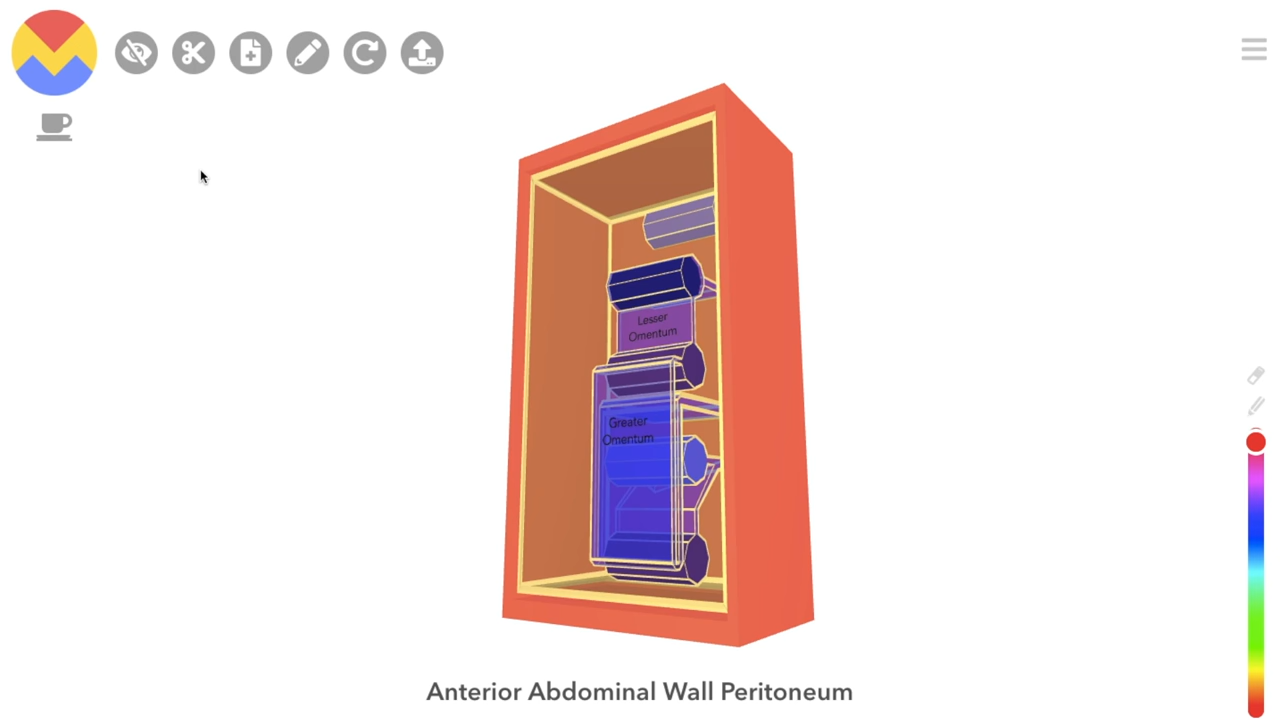 Lesser
Omentum
Greater
Omentum
Anterior Abdominal Wall Peritoneum